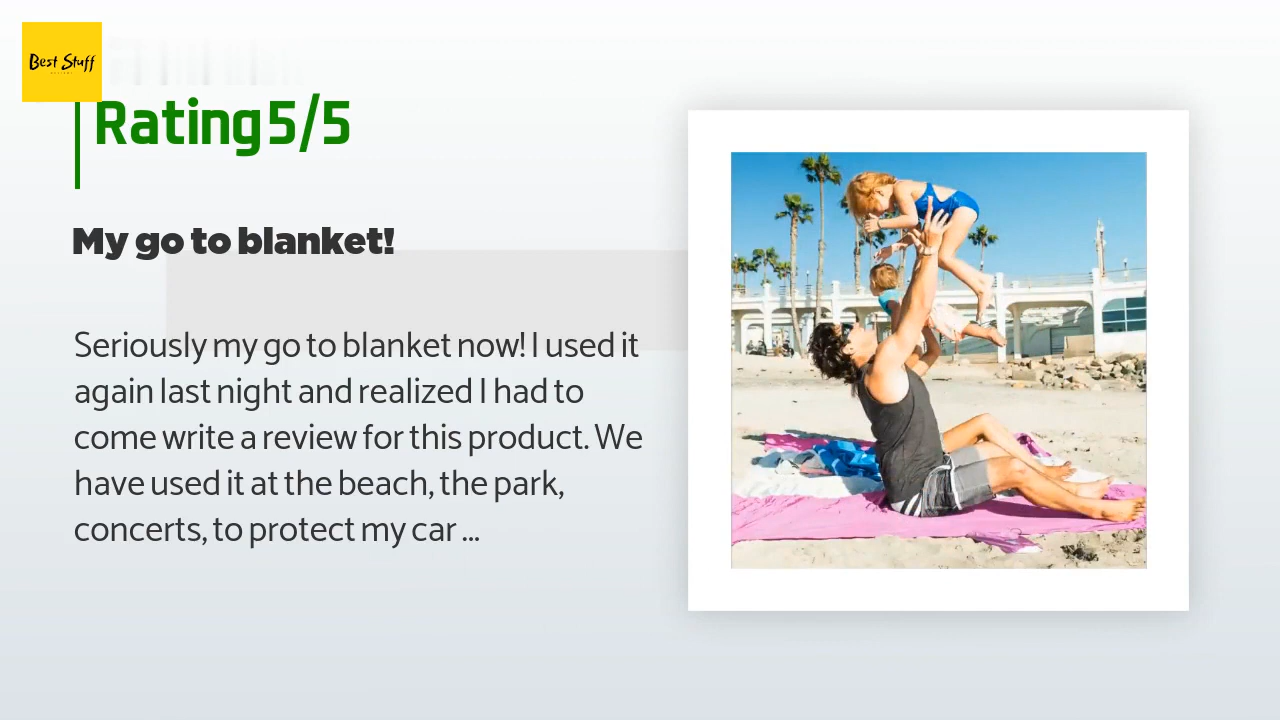 Best Stuff
Rating 5/5
My go to blanket!
Seriously my go to blanket now! I used it
again last night and realized I had to
come write a review for this product. We
have used it at the beach, the park,
concerts, to protect my car ...